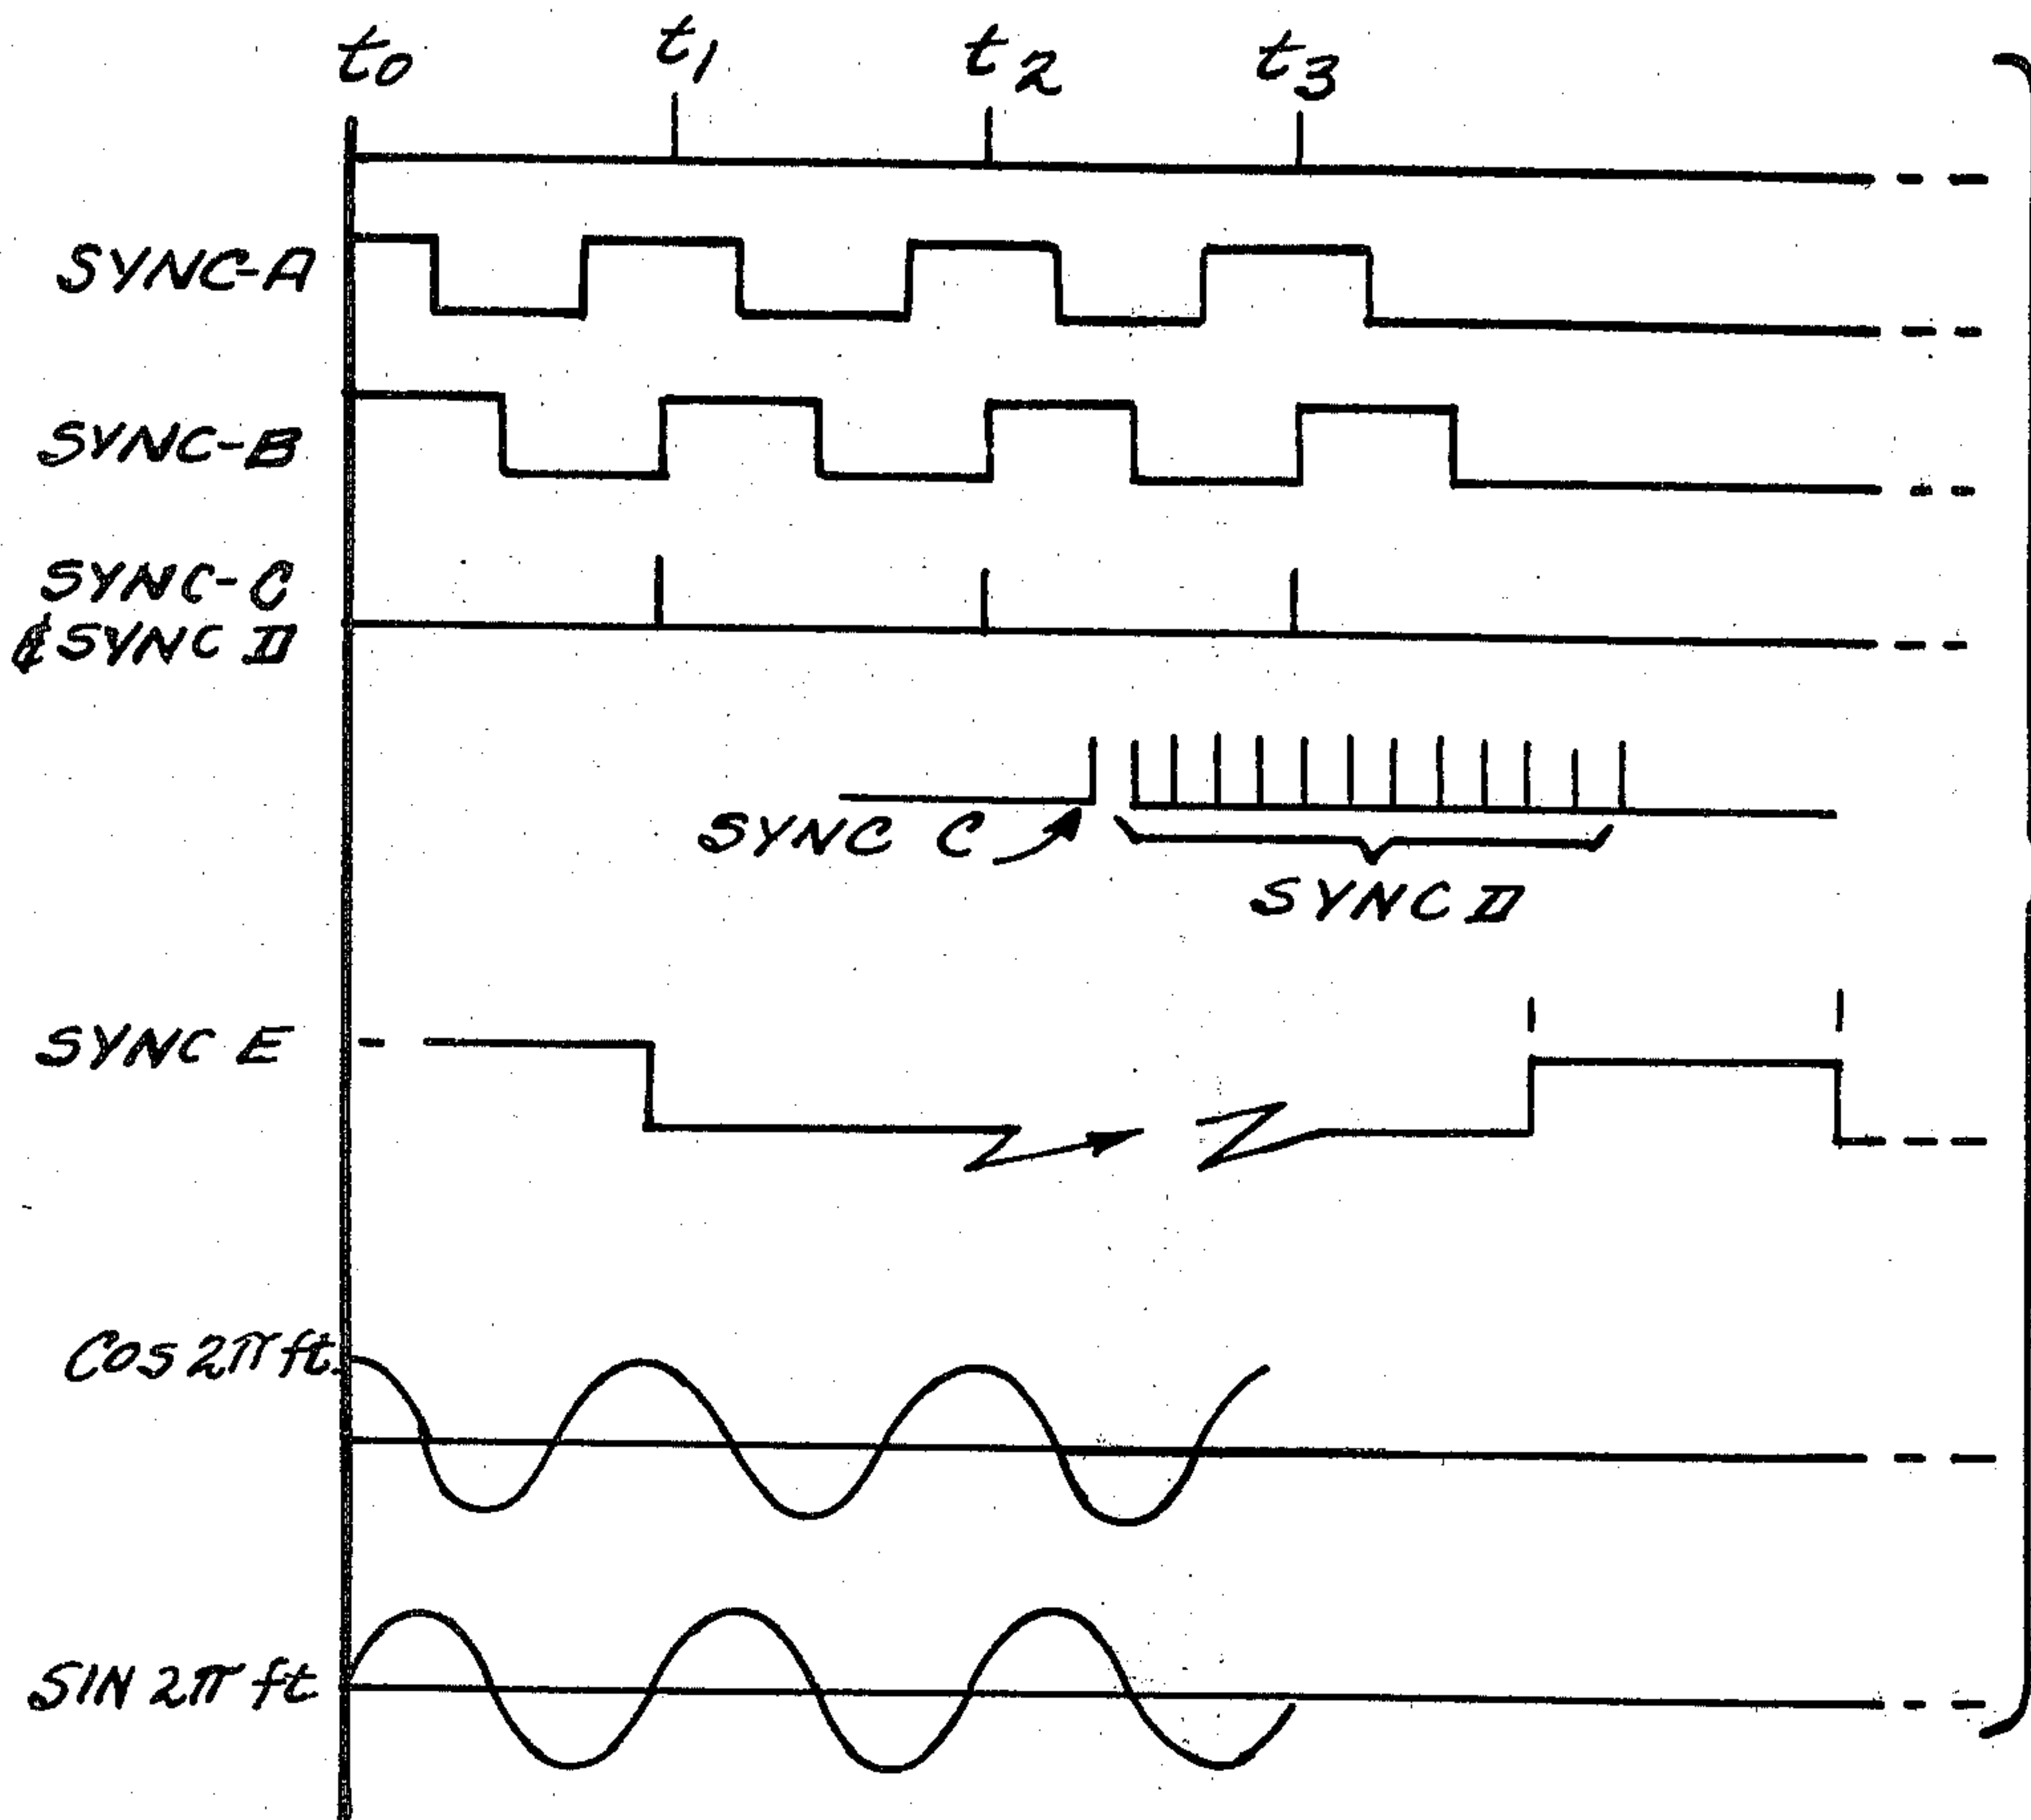 t0 t1 t2 t3
SYNC-A
SYNC-B
SYNC-C
& SYNC D
SYNC C
SYNC D
SYNC E
COS 2π ft.
SIN 2π ft